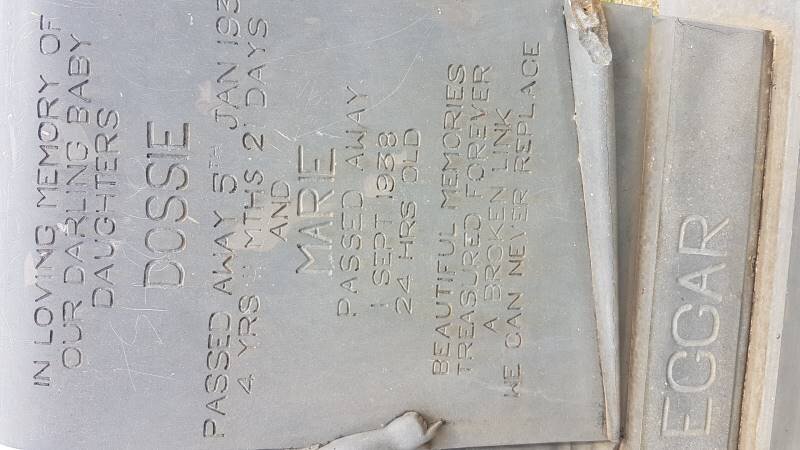 IN LOVING MEMORY OF
OUR DARLING BABY
DAUGHTERS
DOSSIE
PASSED AWAY 5TH JAN 193
4 YRS MTHS 21 DAYS
AND
MARIE
PASSED AWAY
1 SEPT 1938
24 HRS OLD
BEAUTIFUL MEMORIES
TREASURED FOREVER
A BROKEN LINK
WE CAN NEVER REPLACE
EGGAR